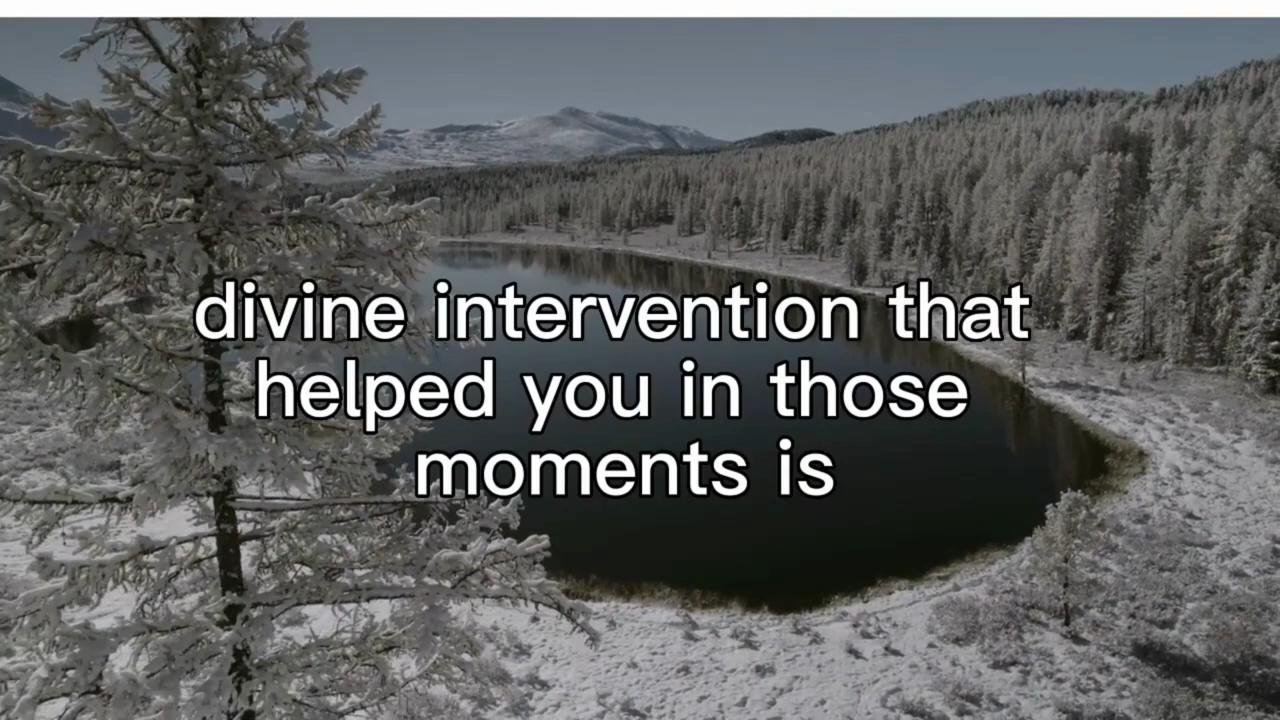 divine intervention that
helped you in those
moments is